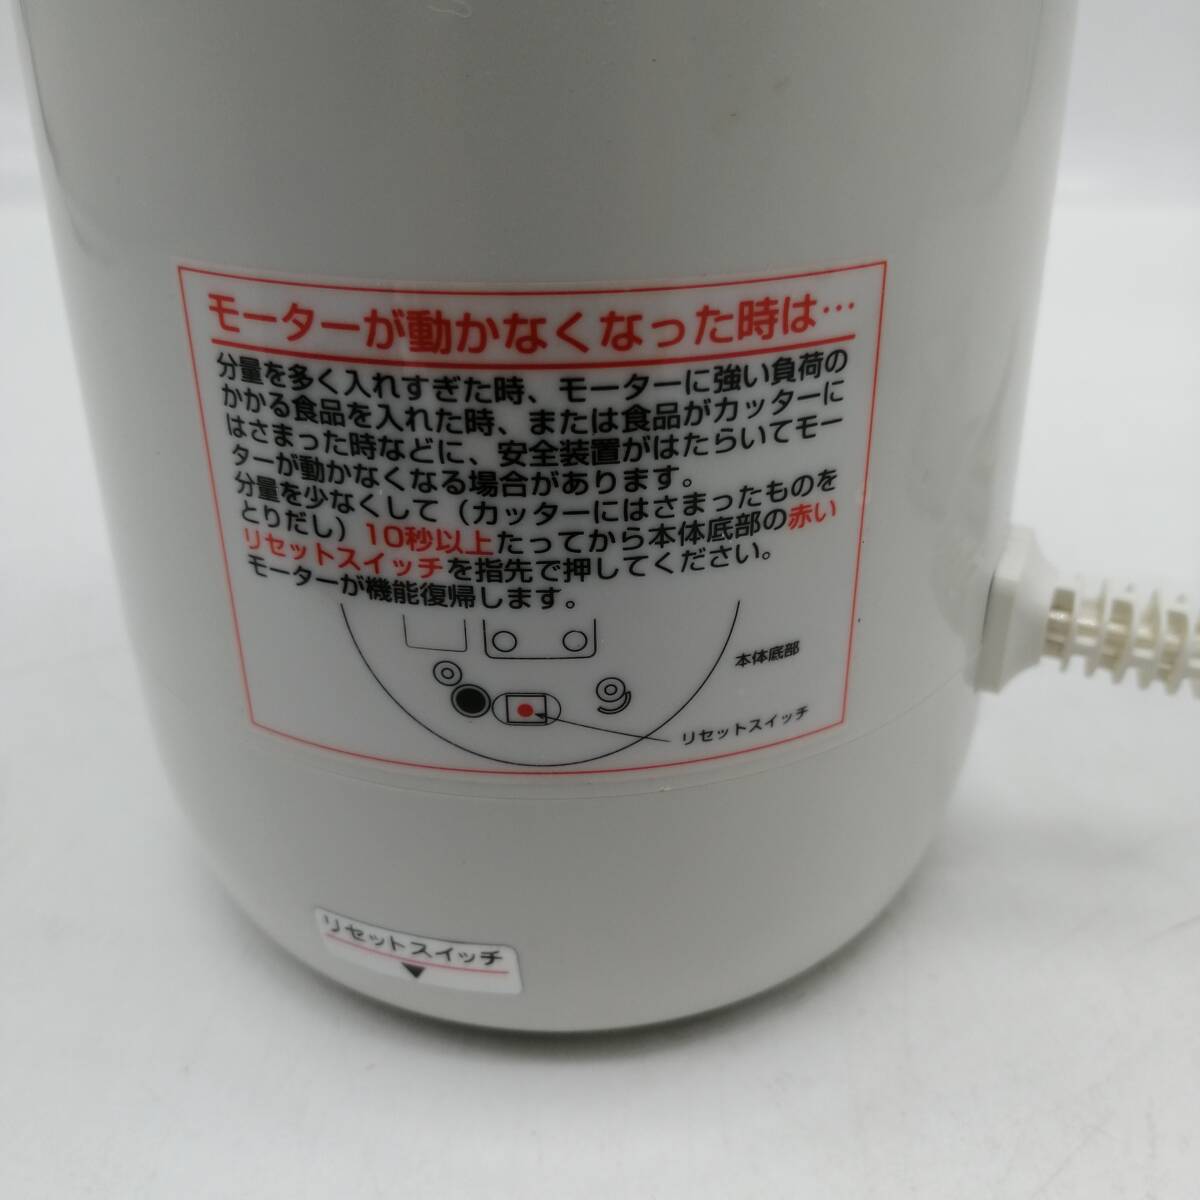 モーターが動かなくなった時は…
分量を多く入れすぎた時、モーターに強い負荷の
かかる食品を入れた時、または食品がカッターに
はさまった時などに、安全装置がはたらいてモー
ターが動かなくなる場合があります。
分量を少なくして（カッターにはさまったものを
とりだし）10秒以上たってから本体底部の赤い
リセットスイッチを指先で押してください。
モーターが機能復帰します。
本体底部
リセットスイッチ
リセットスイッチ